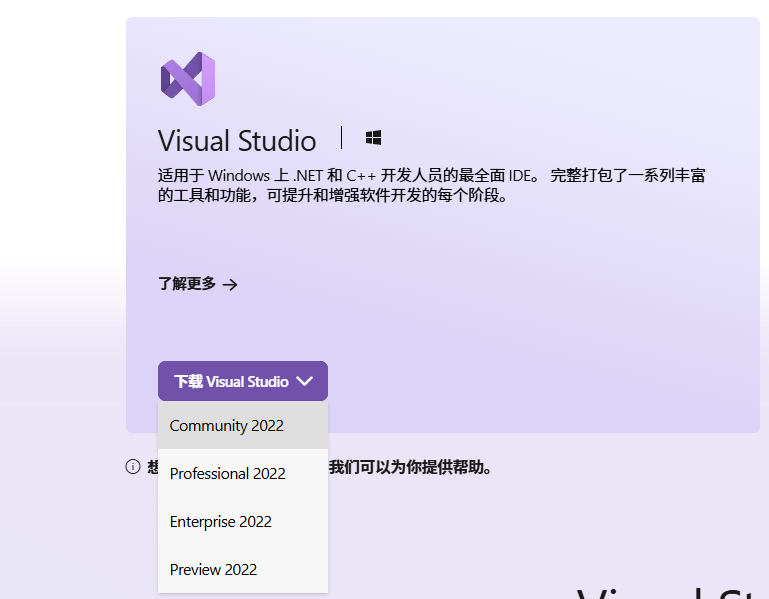 Visual Studio
适用于 Windows 上 .NET 和 C++ 开发人员的最全面 IDE。 完整打包了一系列丰富
的工具和功能，可提升和增强软件开发的每个阶段。
了解更多 →
下载 Visual Studio
Community 2022
想 我们可以为你提供帮助。
Professional 2022
Enterprise 2022
Preview 2022